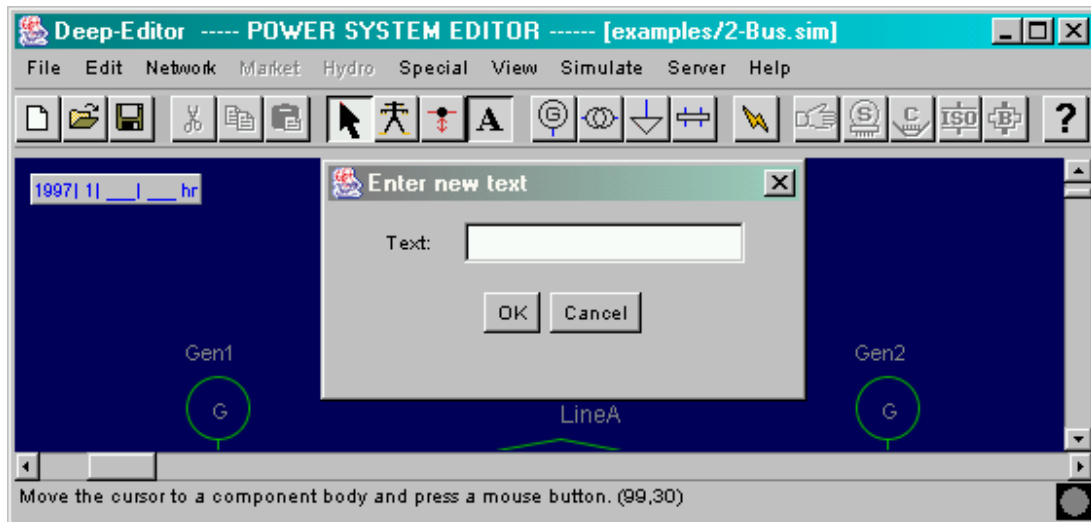 Deep-Editor ----- POWER SYSTEM EDITOR ------ [examples/2-Bus.sim]
File Edit Network Market Hydro Special View Simulate Server Help
A G S C ISO B ?
1997| 1| ___| ___ hr
Enter new text
Text:
OK Cancel
Gen1 Gen2
G G
LineA
Move the cursor to a component body and press a mouse button. (99,30)